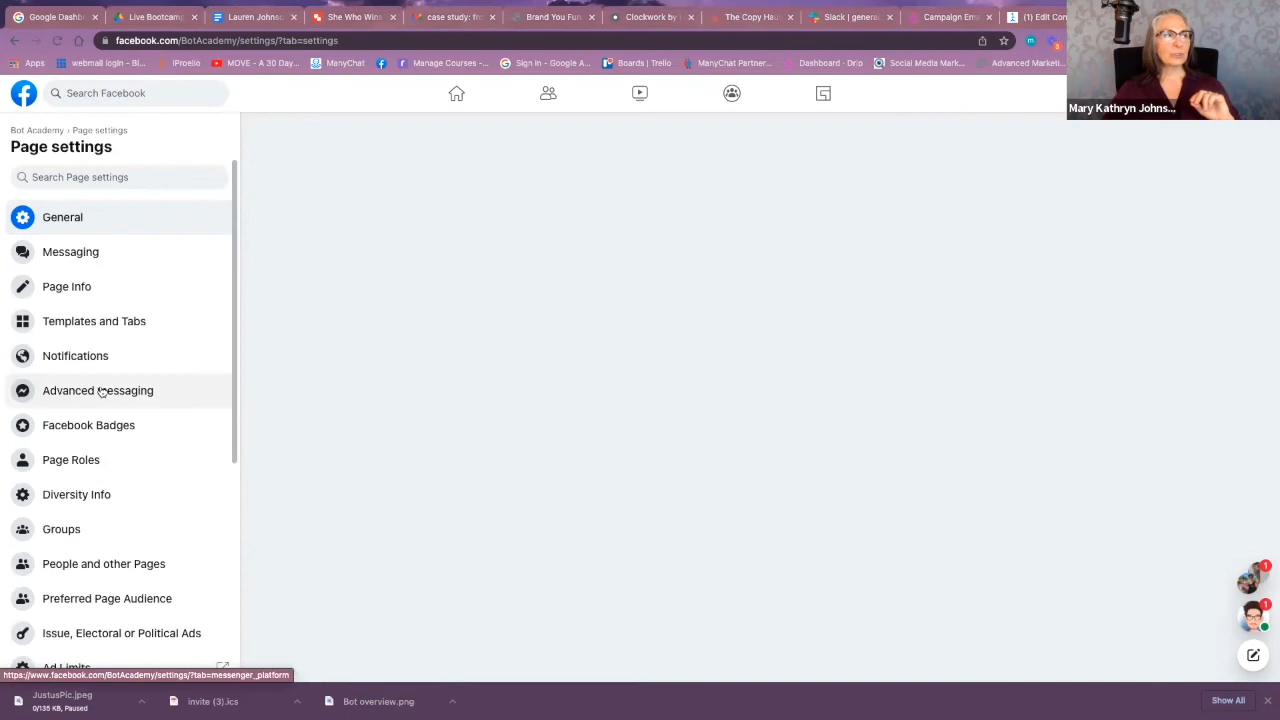 Google Dashb
Live Bootcamp
Lauren Johnso
She Who Wins
case study: fro
Brand You Fun
Clockwork by
The Copy Hau
Slack | general
Campaign Ema
(1) Edit Con
facebook.com/BotAcademy/settings/?tab=settings
Apps
webmail login – Bl...
IProelio
MOVE - A 30 Day...
ManyChat
Manage Courses -...
Sign In - Google A...
Boards | Trello
ManyChat Partner...
Dashboard · Drip
Social Media Mark...
Advanced Marketi...
Mary Kathryn Johns...
Search Facebook
Bot Academy › Page settings
Page settings
Search Page settings
General
Messaging
Page Info
Templates and Tabs
Notifications
Advanced Messaging
Facebook Badges
Page Roles
Diversity Info
Groups
People and other Pages
Preferred Page Audience
Issue, Electoral or Political Ads
Ad Limits
1
1
https://www.facebook.com/BotAcademy/settings/?tab=messenger_platform
JustusPic.jpeg
0/135 KB, Paused
invite (3).ics
Bot overview.png
Show All